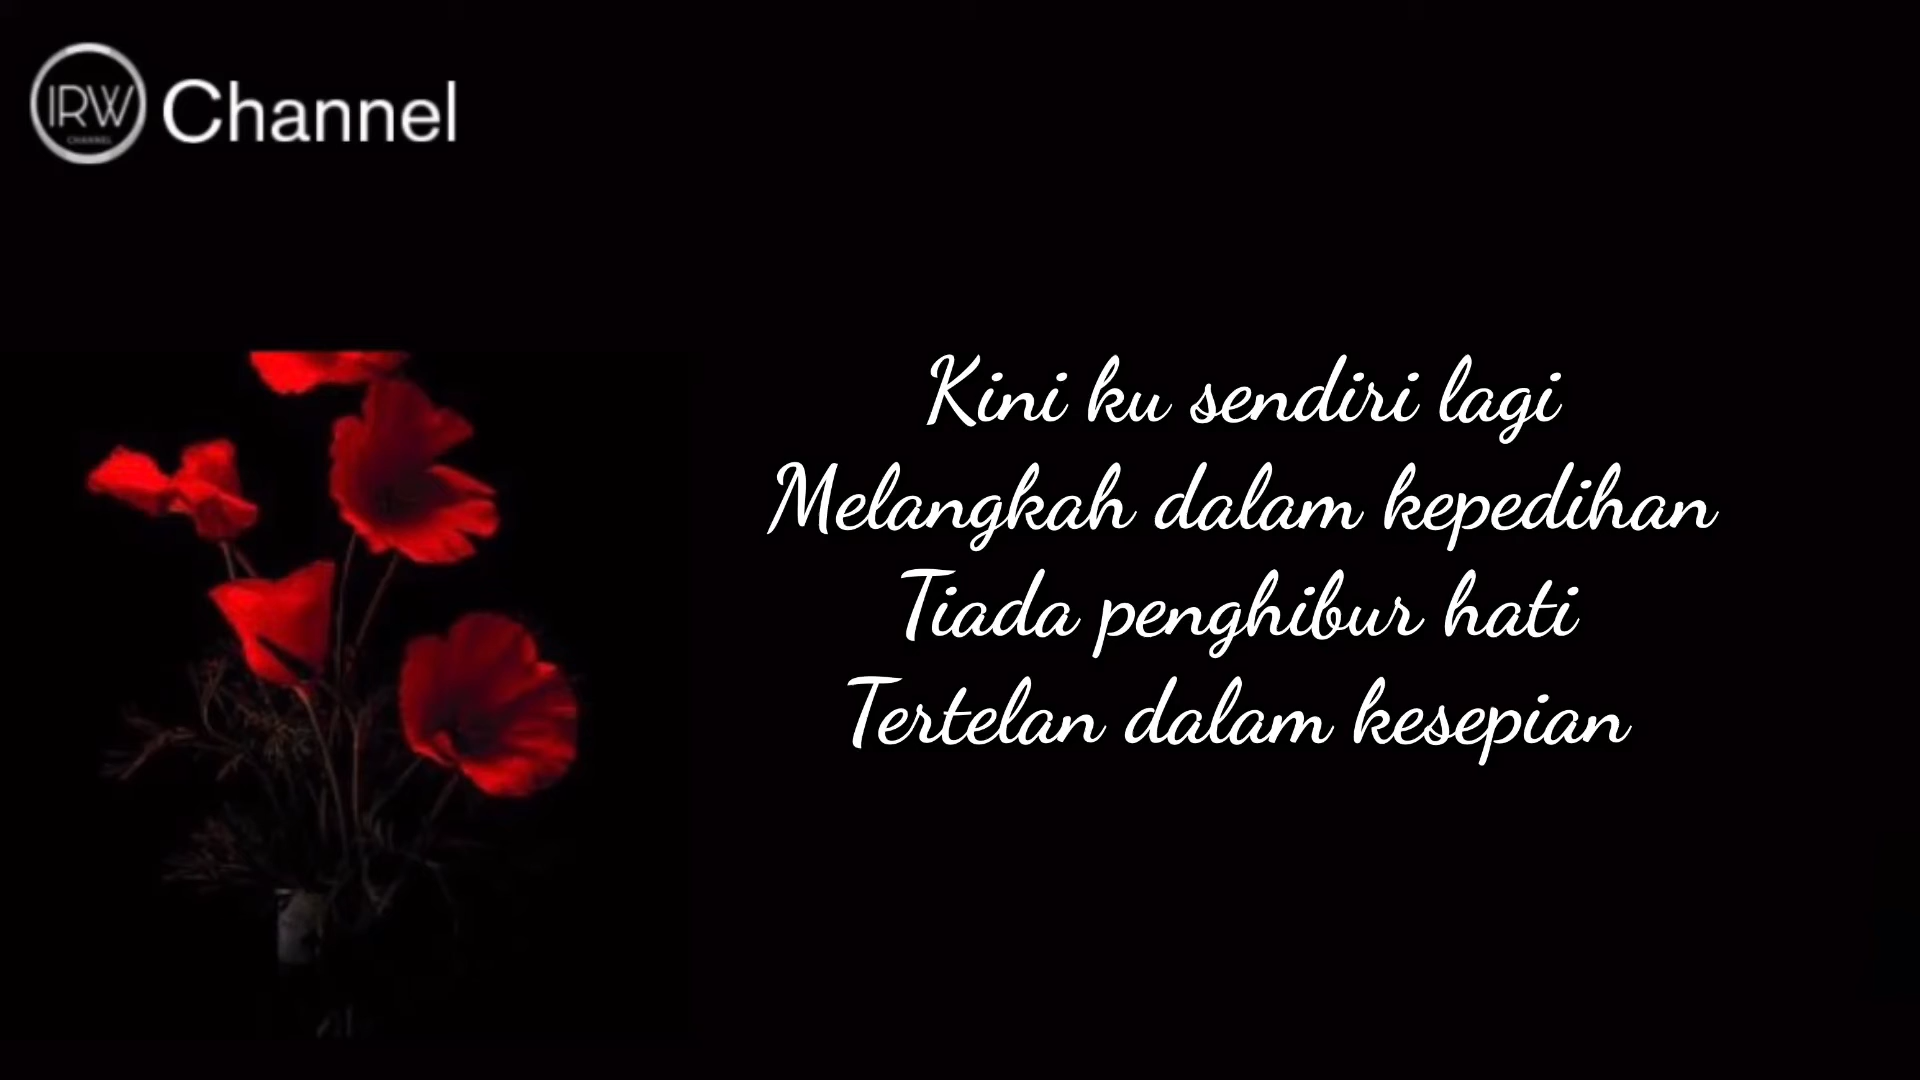 IRW
CHANNEL
Channel
Kini ku sendiri lagi
Melangkah dalam kepedihan
Tiada penghibur hati
Tertelan dalam kesepian